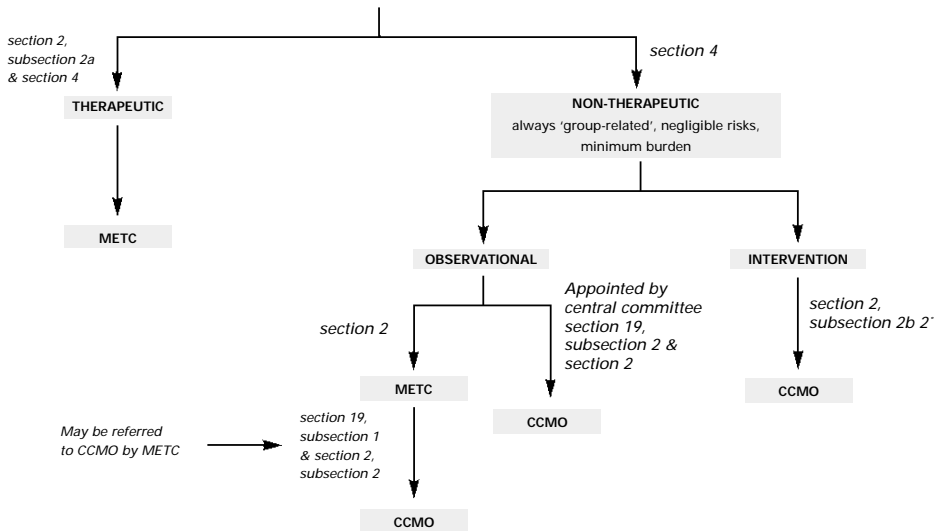 section 2,
subsection 2a
& section 4
section 4
THERAPEUTIC
NON-THERAPEUTIC
always ‘group-related’, negligible risks,
minimum burden
METC
OBSERVATIONAL
INTERVENTION
section 2
Appointed by
central committee
section 19,
subsection 2 &
section 2
section 2,
subsection 2b 2
METC
CCMO
CCMO
May be referred
to CCMO by METC
section 19,
subsection 1
& section 2,
subsection 2
CCMO